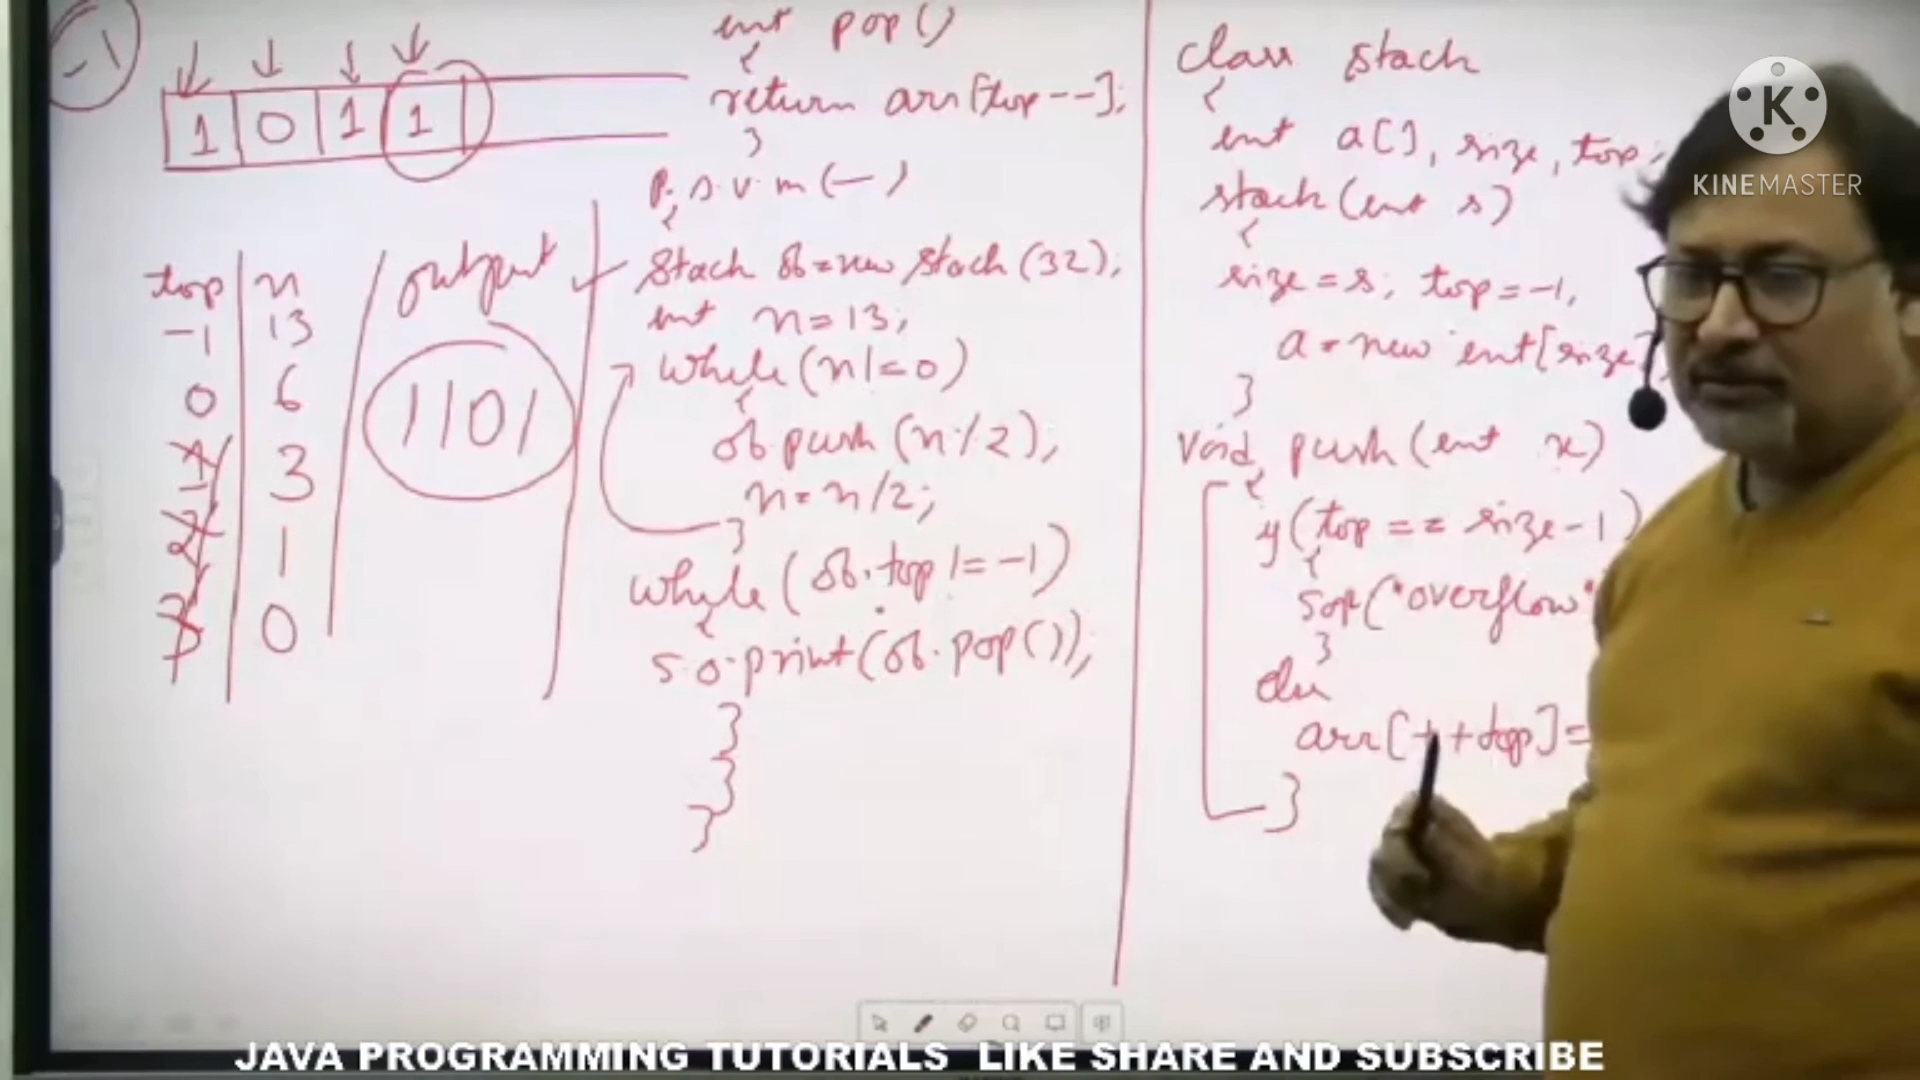 -1
1 0 1 1
top n output
-1 13
0 6
1 3
2 1
3 0
1101
int pop()
{
return arr[top--];
}
p.s.v.m(—)
{
Stack ob=new Stack(32);
int n=13;
while(n!=0)
{
ob.push(n%2);
n=n/2;
}
while(ob.top!=-1)
{
S.o.print(ob.pop());
}
}
}
class Stack
{
int a[], size, top;
Stack(int s)
{
size=s; top=-1;
a=new int[size]
}
void push(int x)
{
if(top==size-1)
{
Sop("overflow"
}
else
arr[++top]=
}
KINEMASTER
JAVA PROGRAMMING TUTORIALS LIKE SHARE AND SUBSCRIBE